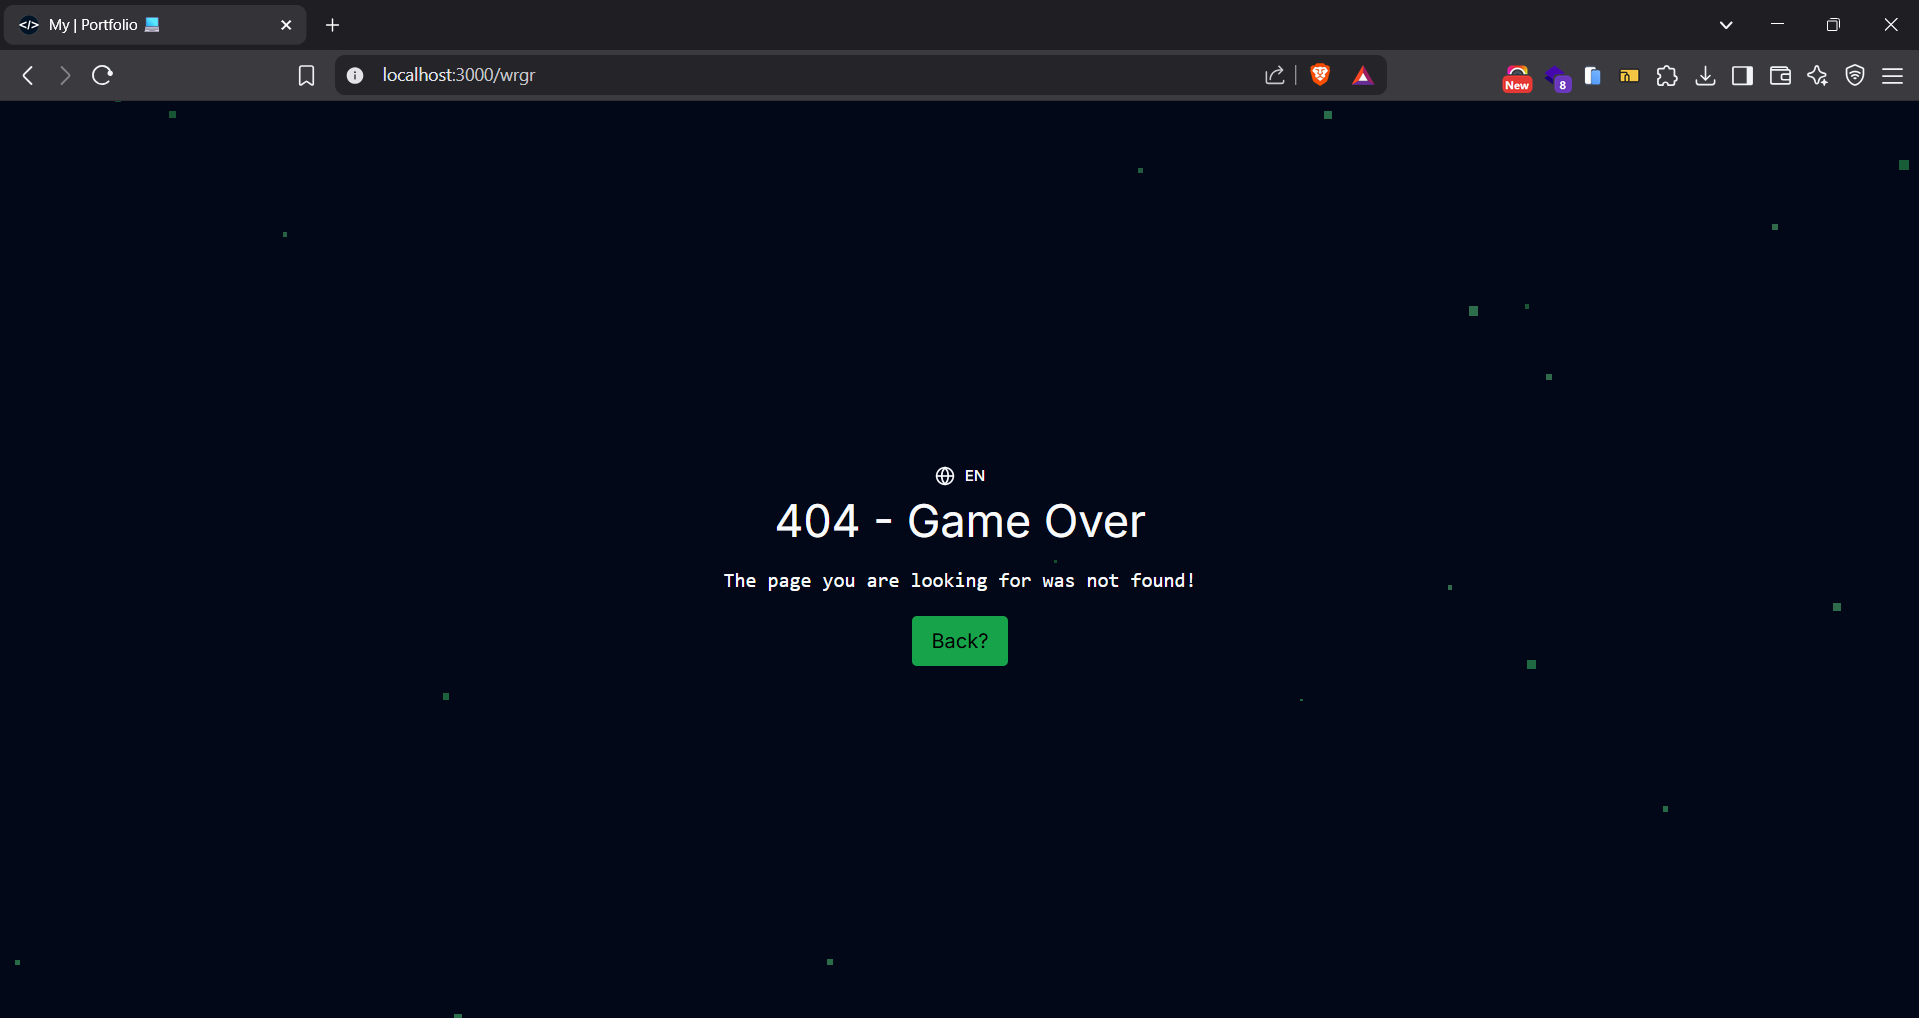 </> My | Portfolio 💻
localhost:3000/wrgr
New
8
EN
404 - Game Over
The page you are looking for was not found!
Back?